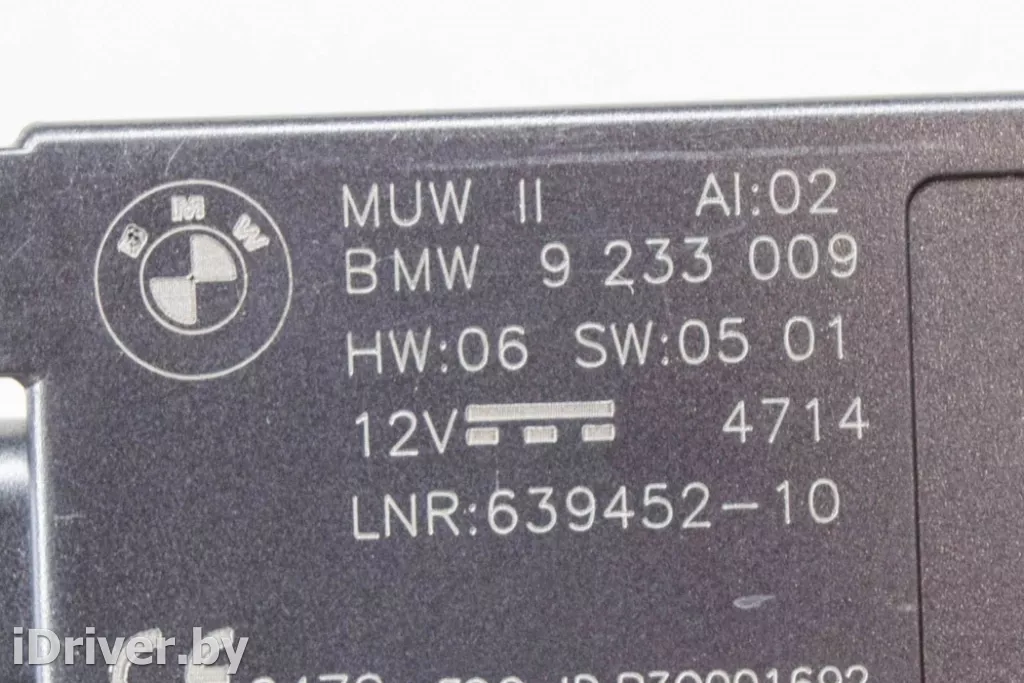 BMW
MUW II AI:02
BMW 9 233 009
HW:06 SW:05 01
12V 4714
LNR:639452-10
iDriver.by